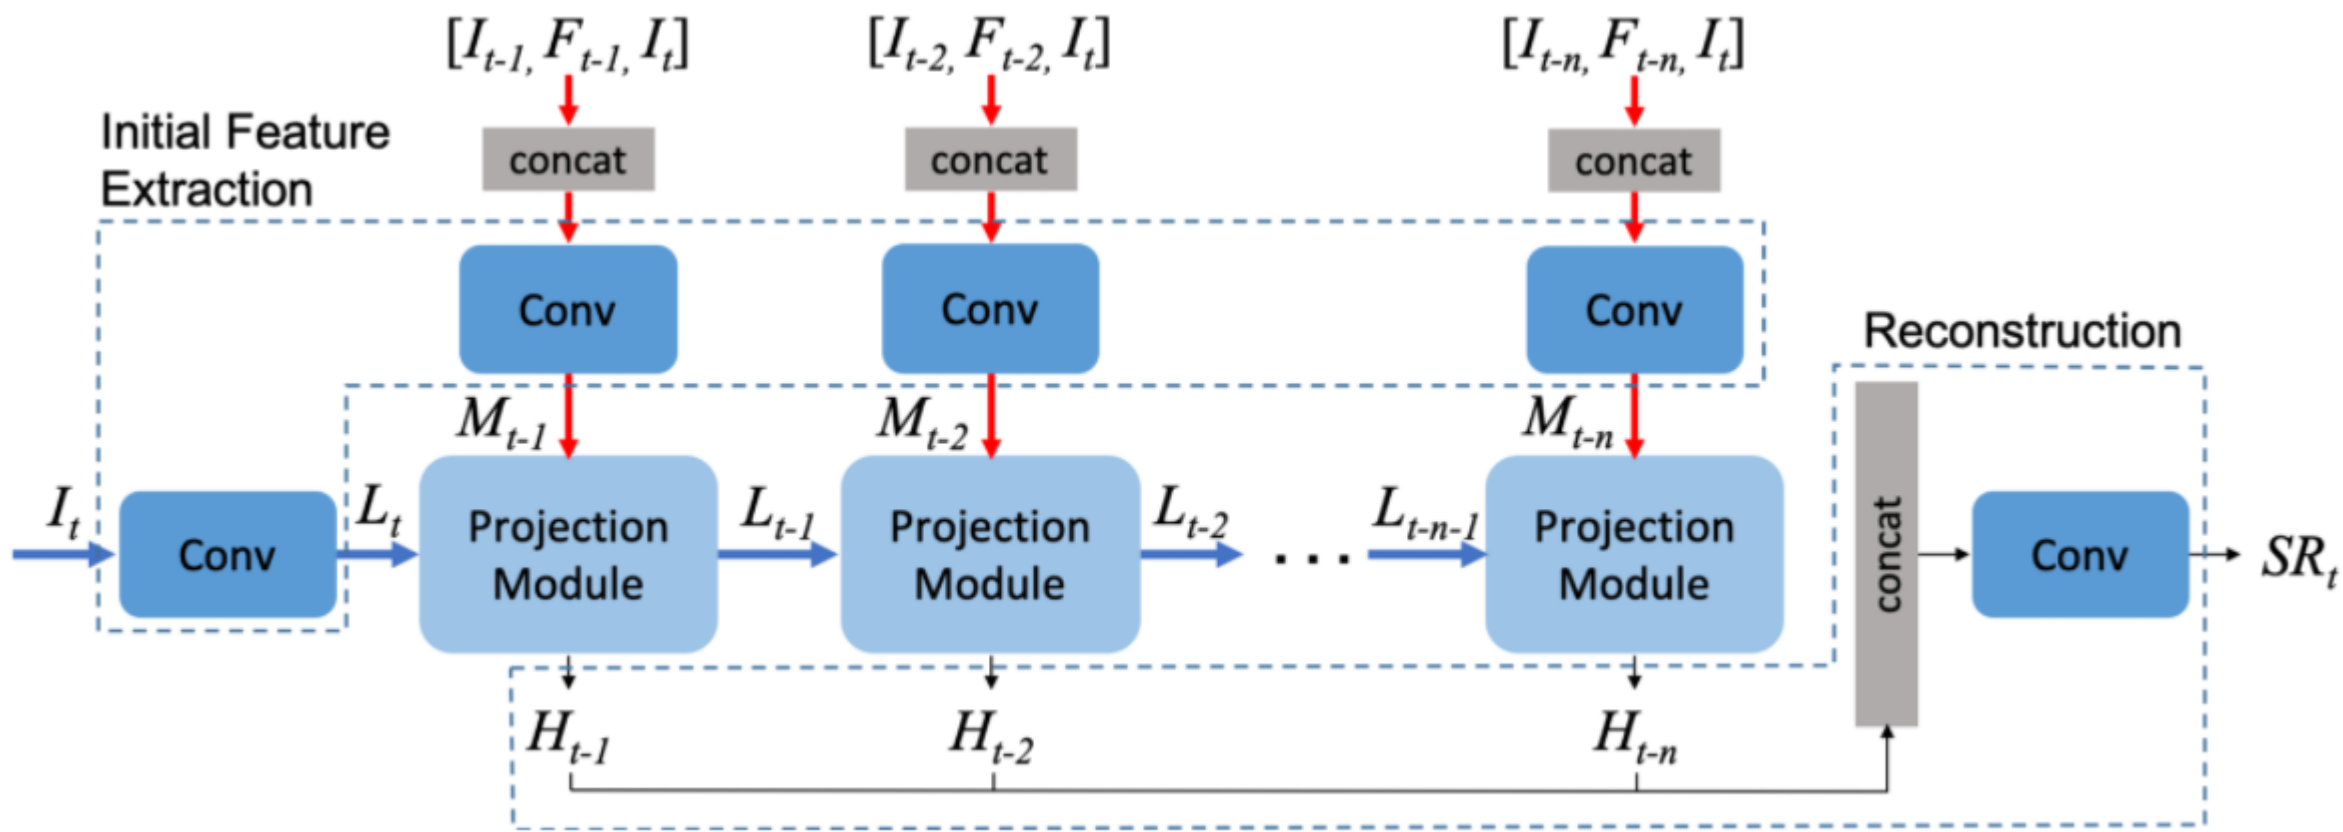 [I_{t-1}, F_{t-1}, I_t] [I_{t-2}, F_{t-2}, I_t] [I_{t-n}, F_{t-n}, I_t]
Initial Feature
Extraction
concat concat concat
Conv Conv Conv
Reconstruction
M_{t-1} M_{t-2} M_{t-n}
I_t Conv L_t Projection L_{t-1} Projection L_{t-2} ... L_{t-n-1} Projection concat Conv SR_t
Module Module Module
H_{t-1} H_{t-2} H_{t-n}